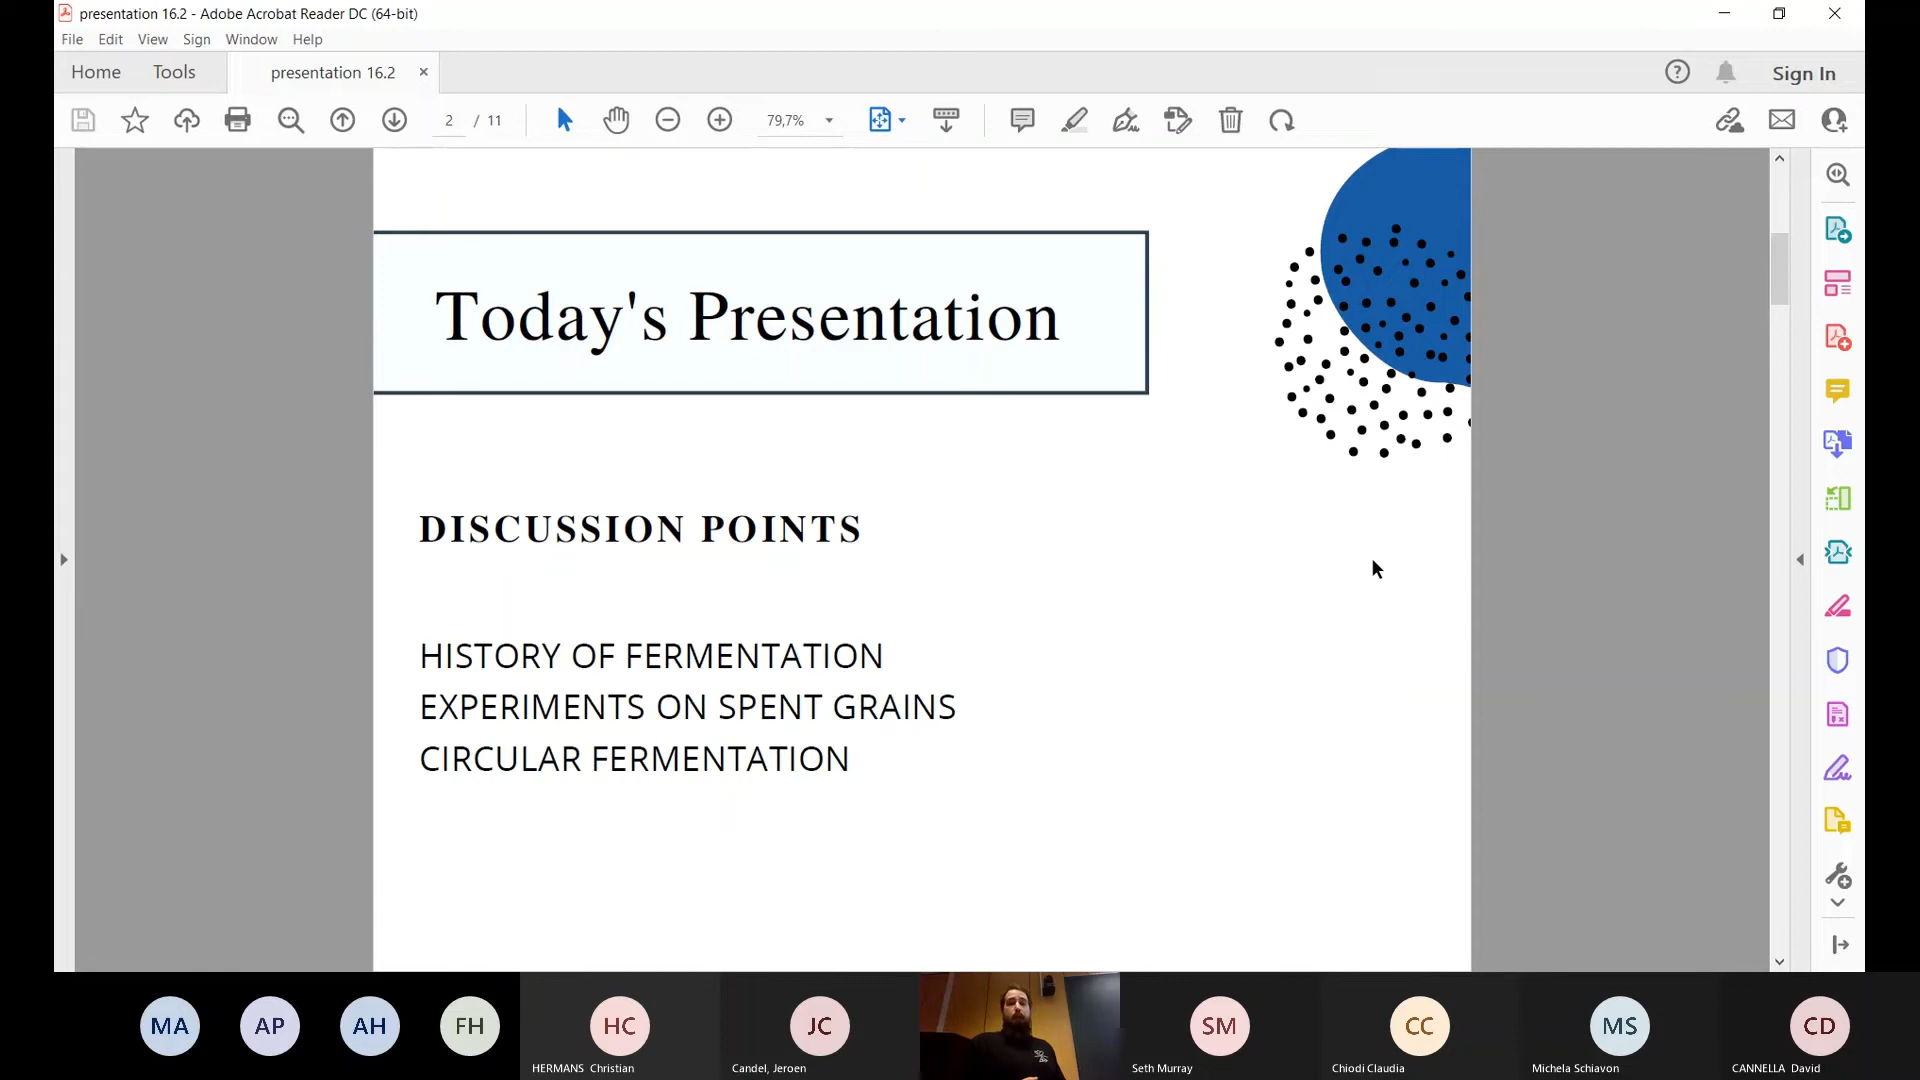 presentation 16.2 - Adobe Acrobat Reader DC (64-bit)
File Edit View Sign Window Help
Home Tools presentation 16.2 × Sign In
2 / 11 79,7%
Today's Presentation
DISCUSSION POINTS
HISTORY OF FERMENTATION
EXPERIMENTS ON SPENT GRAINS
CIRCULAR FERMENTATION
MA AP AH FH HC JC SM CC MS CD
HERMANS Christian Candel, Jeroen Seth Murray Chiodi Claudia Michela Schiavon CANNELLA David